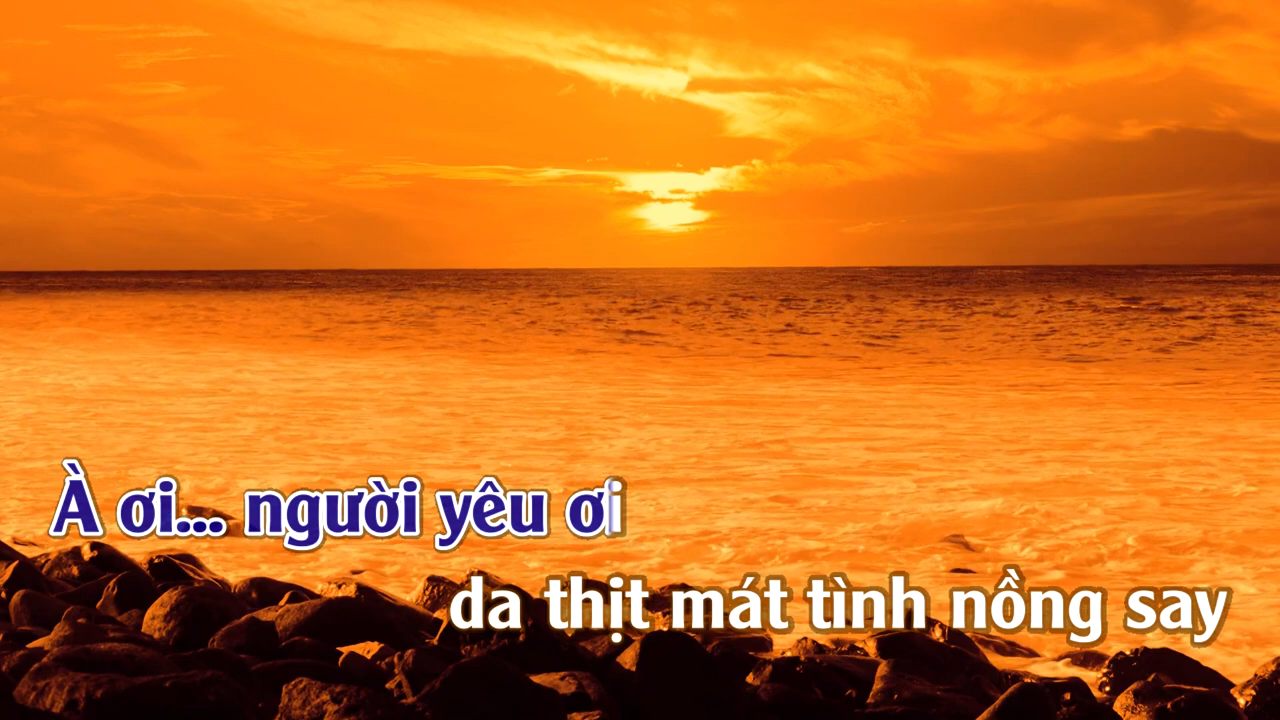 À ơi... người yêu ơi
da thịt mát tình nồng say